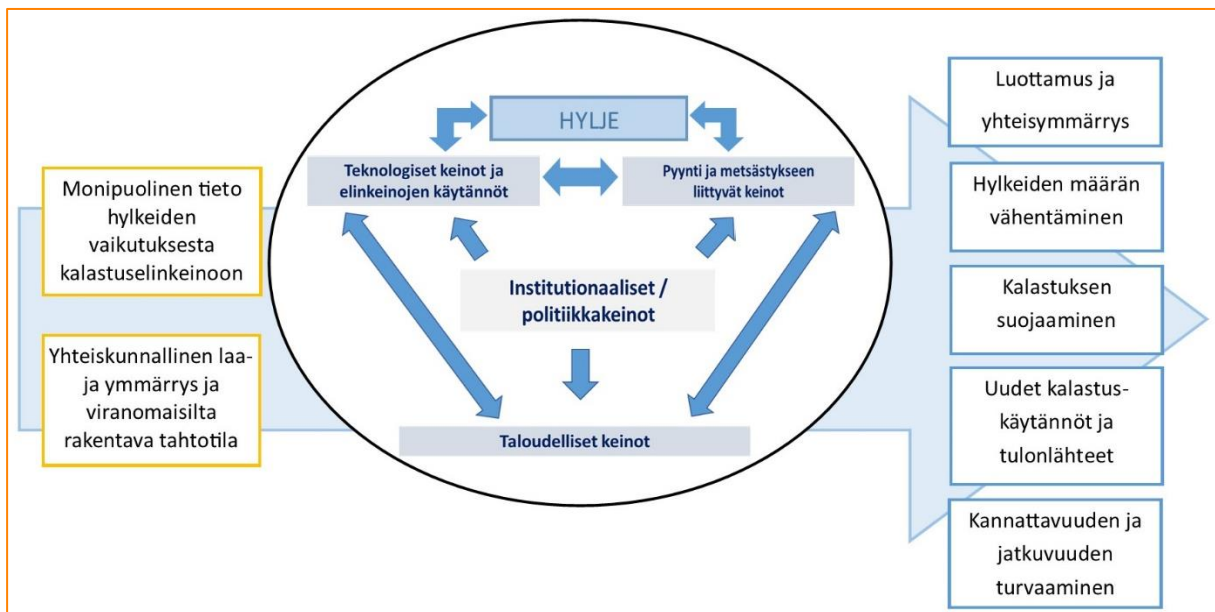 Monipuolinen tieto
hylkeiden
vaikutuksesta
kalastuselinkeinoon
Yhteiskunnallinen laa-
ja ymmärrys ja
viranomaisilta
rakentava tahtotila
HYLJE
Teknologiset keinot ja
elinkeinojen käytännöt
Pyynti ja metsästykseen
liittyvät keinot
Institutionaaliset /
politiikkakeinot
Taloudelliset keinot
Luottamus ja
yhteisymmärrys
Hylkeiden määrän
vähentäminen
Kalastuksen
suojaaminen
Uudet kalastus-
käytännöt ja
tulonlähteet
Kannattavuuden ja
jatkuvuuden
turvaaminen